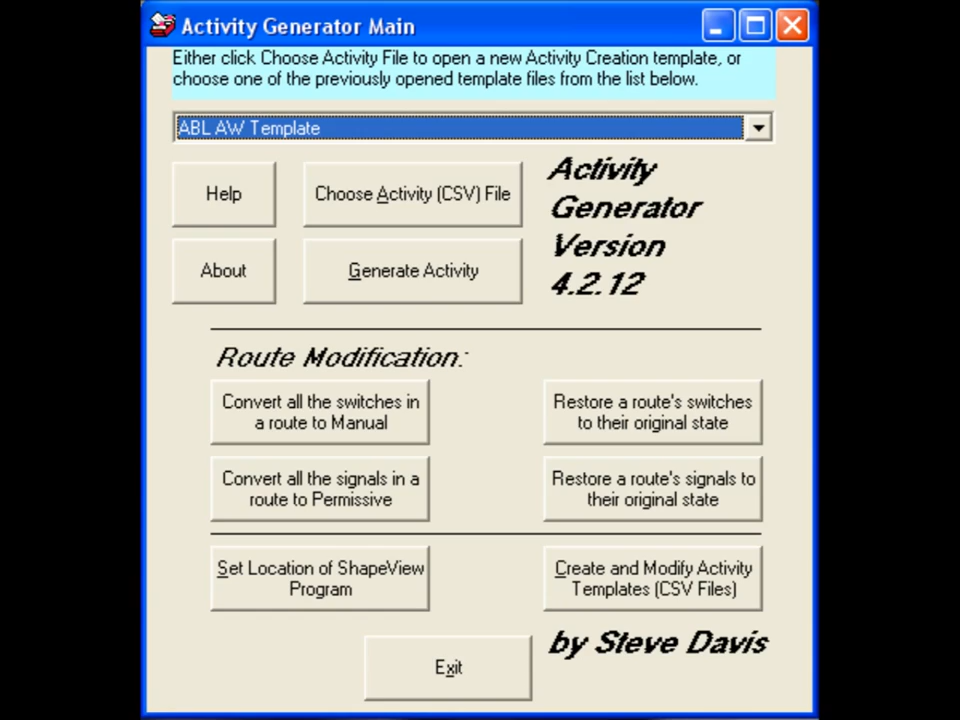 Activity Generator Main
Either click Choose Activity File to open a new Activity Creation template, or
choose one of the previously opened template files from the list below.
ABL AW Template
Help
Choose Activity (CSV) File
About
Generate Activity
Activity
Generator
Version
4.2.12
Route Modification:
Convert all the switches in
a route to Manual
Restore a route's switches
to their original state
Convert all the signals in a
route to Permissive
Restore a route's signals to
their original state
Set Location of ShapeView
Program
Create and Modify Activity
Templates (CSV Files)
by Steve Davis
Exit